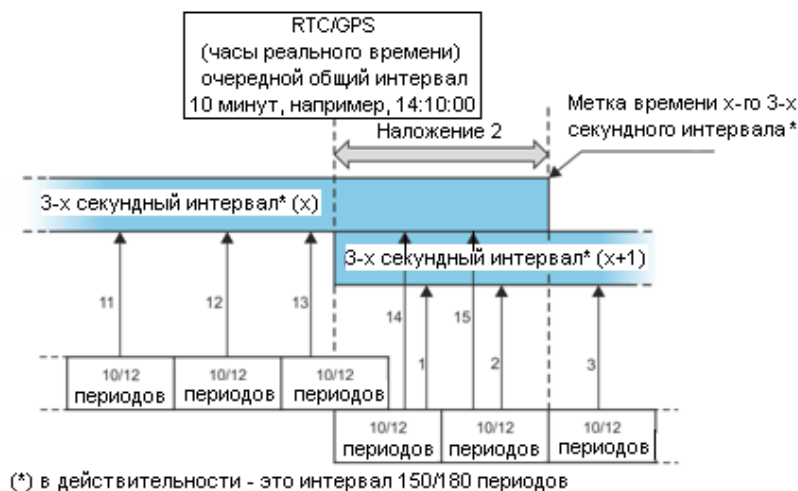 RTC/GPS
(часы реального времени)
очередной общий интервал
10 минут, например, 14:10:00
Метка времени х-го 3-х
секундного интервала *
Наложение 2
3-х секундный интервал* (х)
3-х секундный интервал* (х+1)
11
12
13
14
1
15
2
3
10/12
периодов
10/12
периодов
10/12
периодов
10/12
периодов
10/12
периодов
10/12
периодов
(*) в действительности - это интервал 150/180 периодов